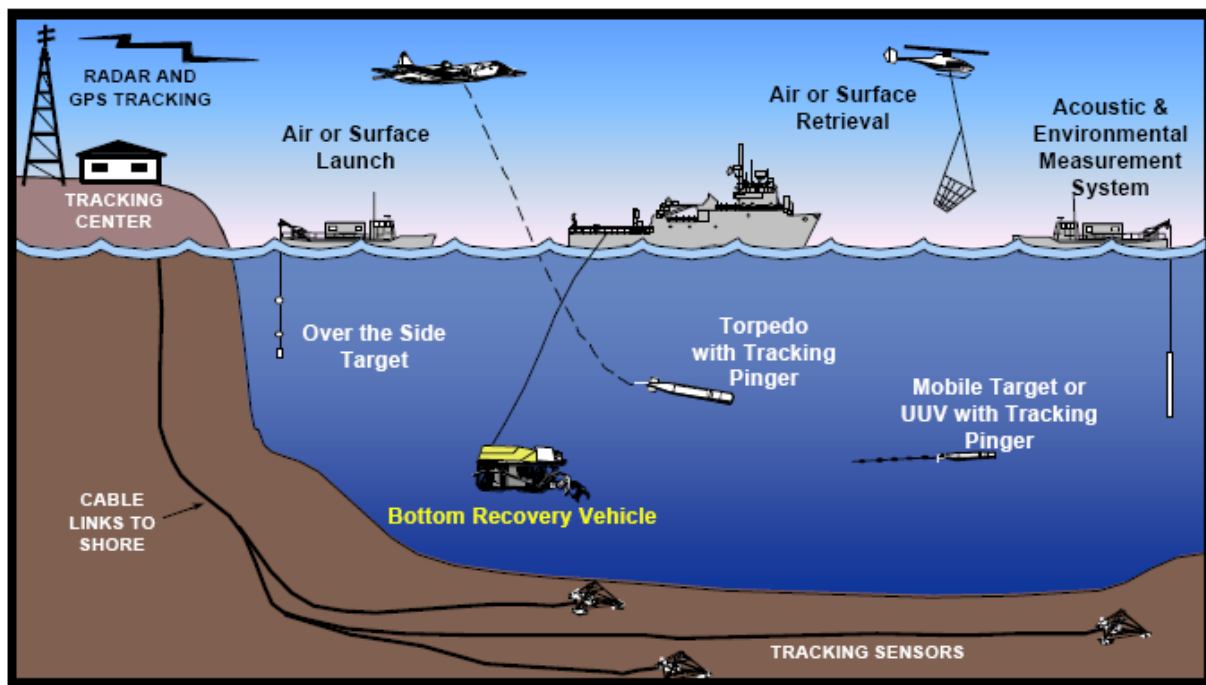 RADAR AND
GPS TRACKING
TRACKING
CENTER
Air or Surface
Launch
Air or Surface
Retrieval
Acoustic &
Environmental
Measurement
System
Over the Side
Target
Torpedo
with Tracking
Pinger
Mobile Target or
UUV with Tracking
Pinger
Bottom Recovery Vehicle
CABLE
LINKS TO
SHORE
TRACKING SENSORS